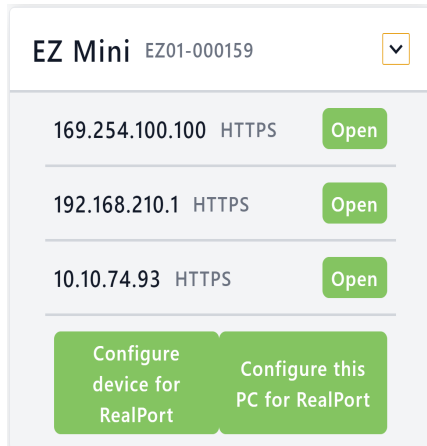 EZ Mini EZ01-000159
169.254.100.100 HTTPS Open
192.168.210.1 HTTPS Open
10.10.74.93 HTTPS Open
Configure
device for
RealPort
Configure this
PC for RealPort